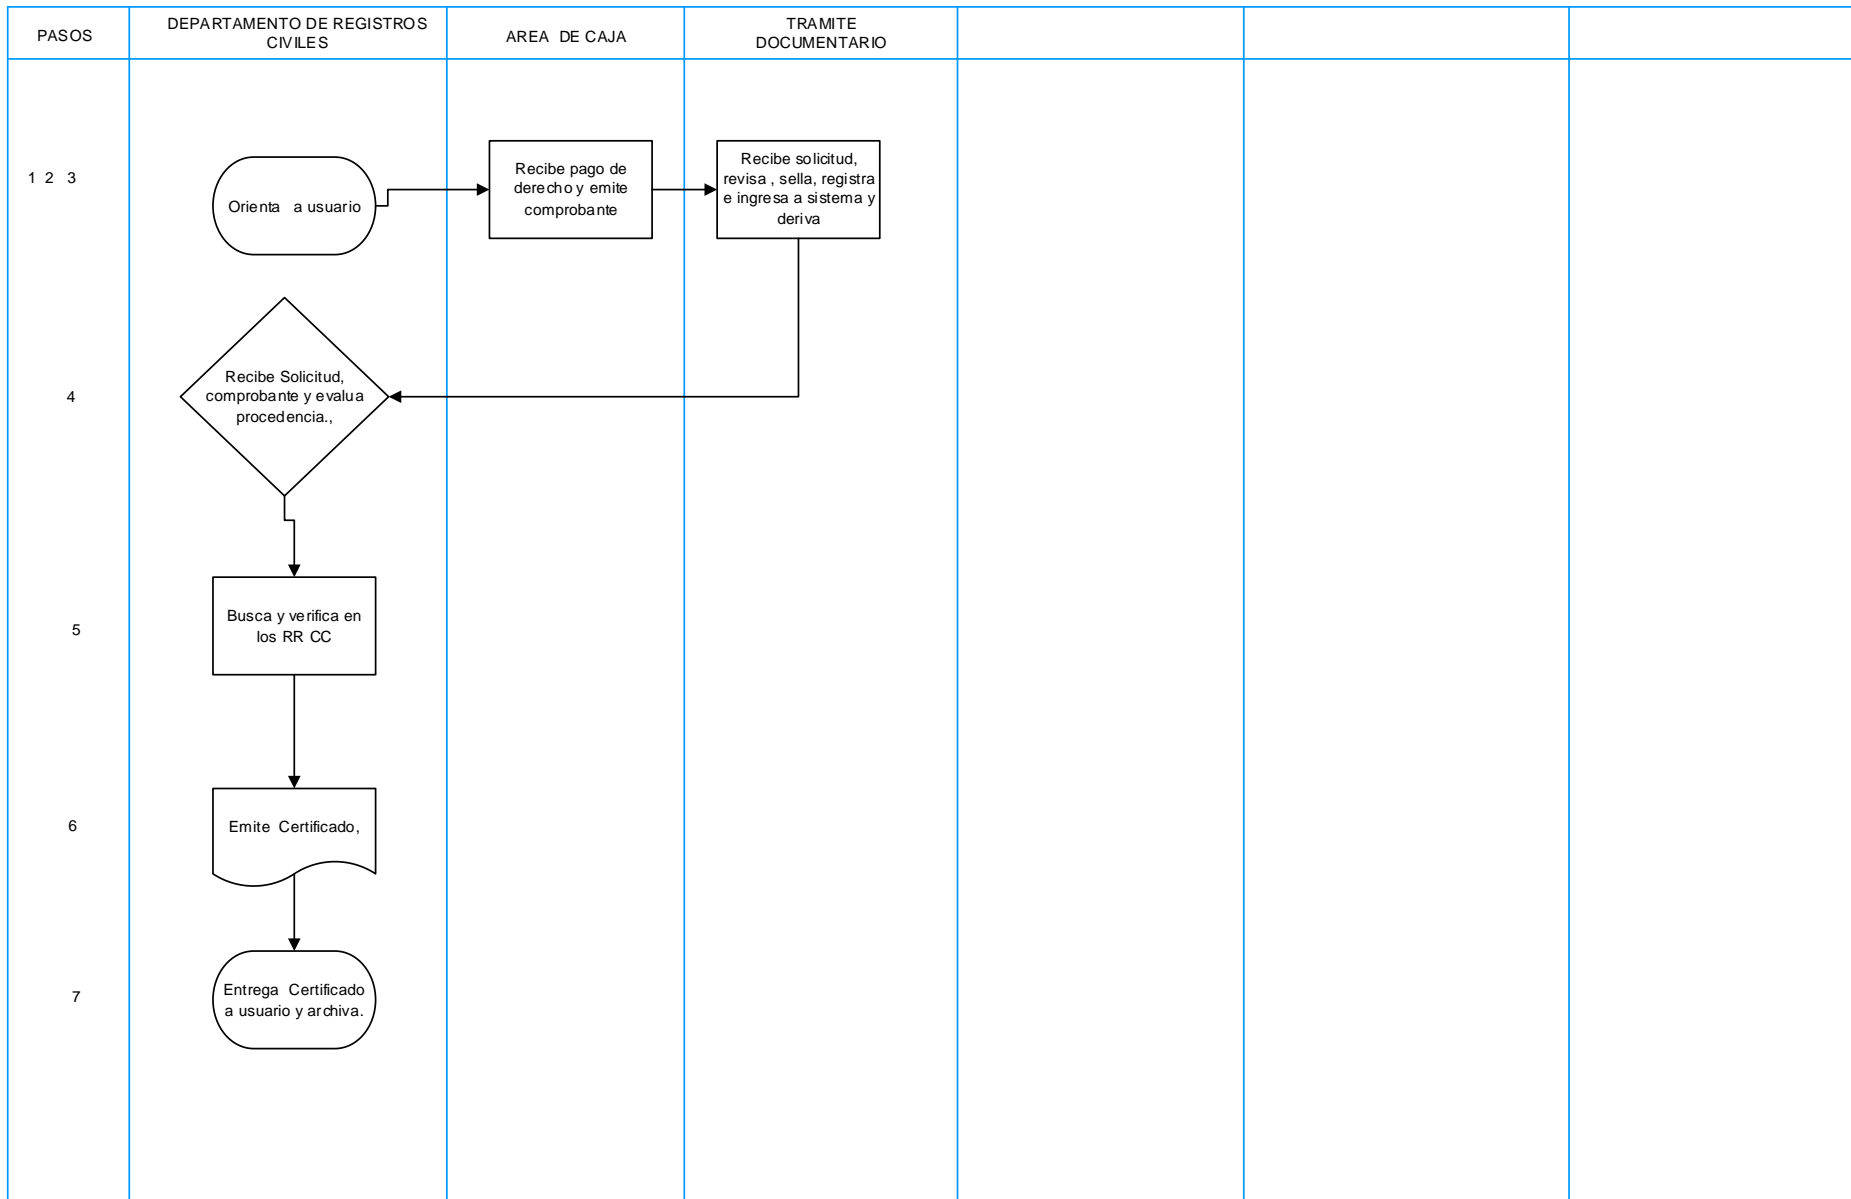 PASOS
DEPARTAMENTO DE REGISTROS
CIVILES
AREA DE CAJA
TRAMITE
DOCUMENTARIO
1 2 3
Orienta a usuario
Recibe pago de
derecho y emite
comprobante
Recibe solicitud,
revisa , sella, registra
e ingresa a sistema y
deriva
4
Recibe Solicitud,
comprobante y evalua
procedencia.,
5
Busca y verifica en
los RR CC
6
Emite Certificado,
7
Entrega Certificado
a usuario y archiva.